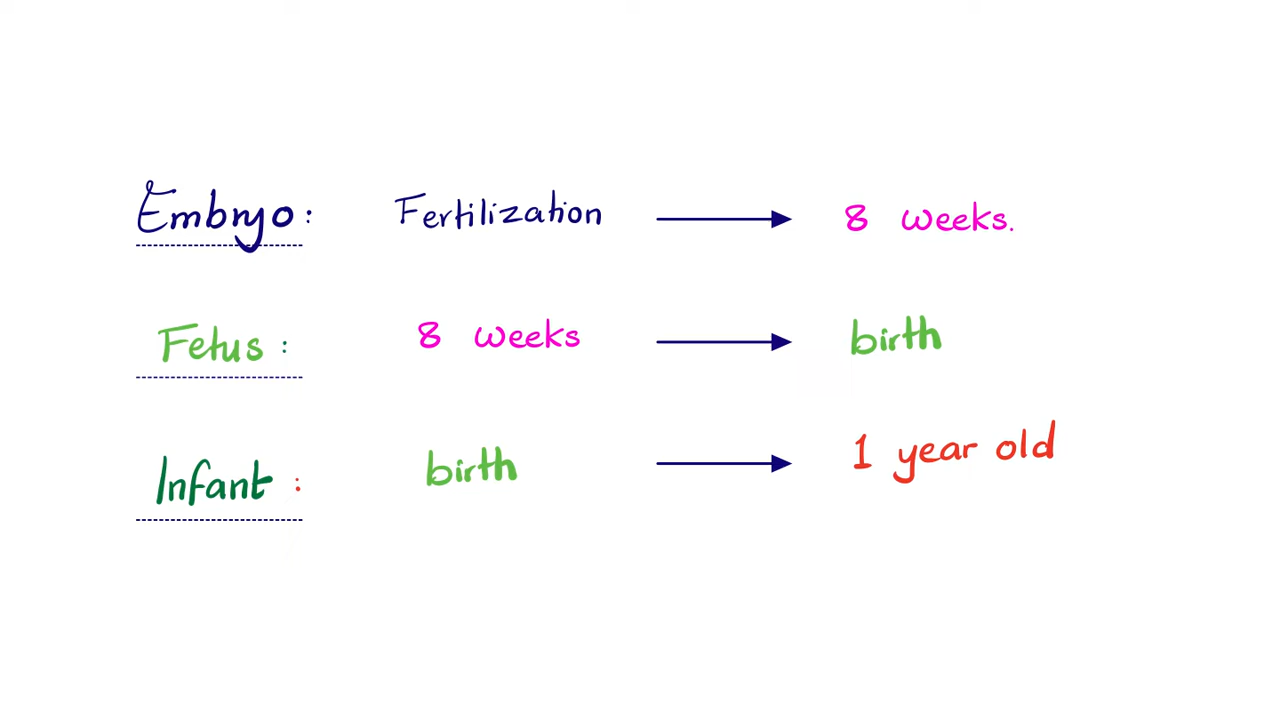 Embryo: Fertilization → 8 weeks.
Fetus: 8 weeks → birth
Infant: birth → 1 year old